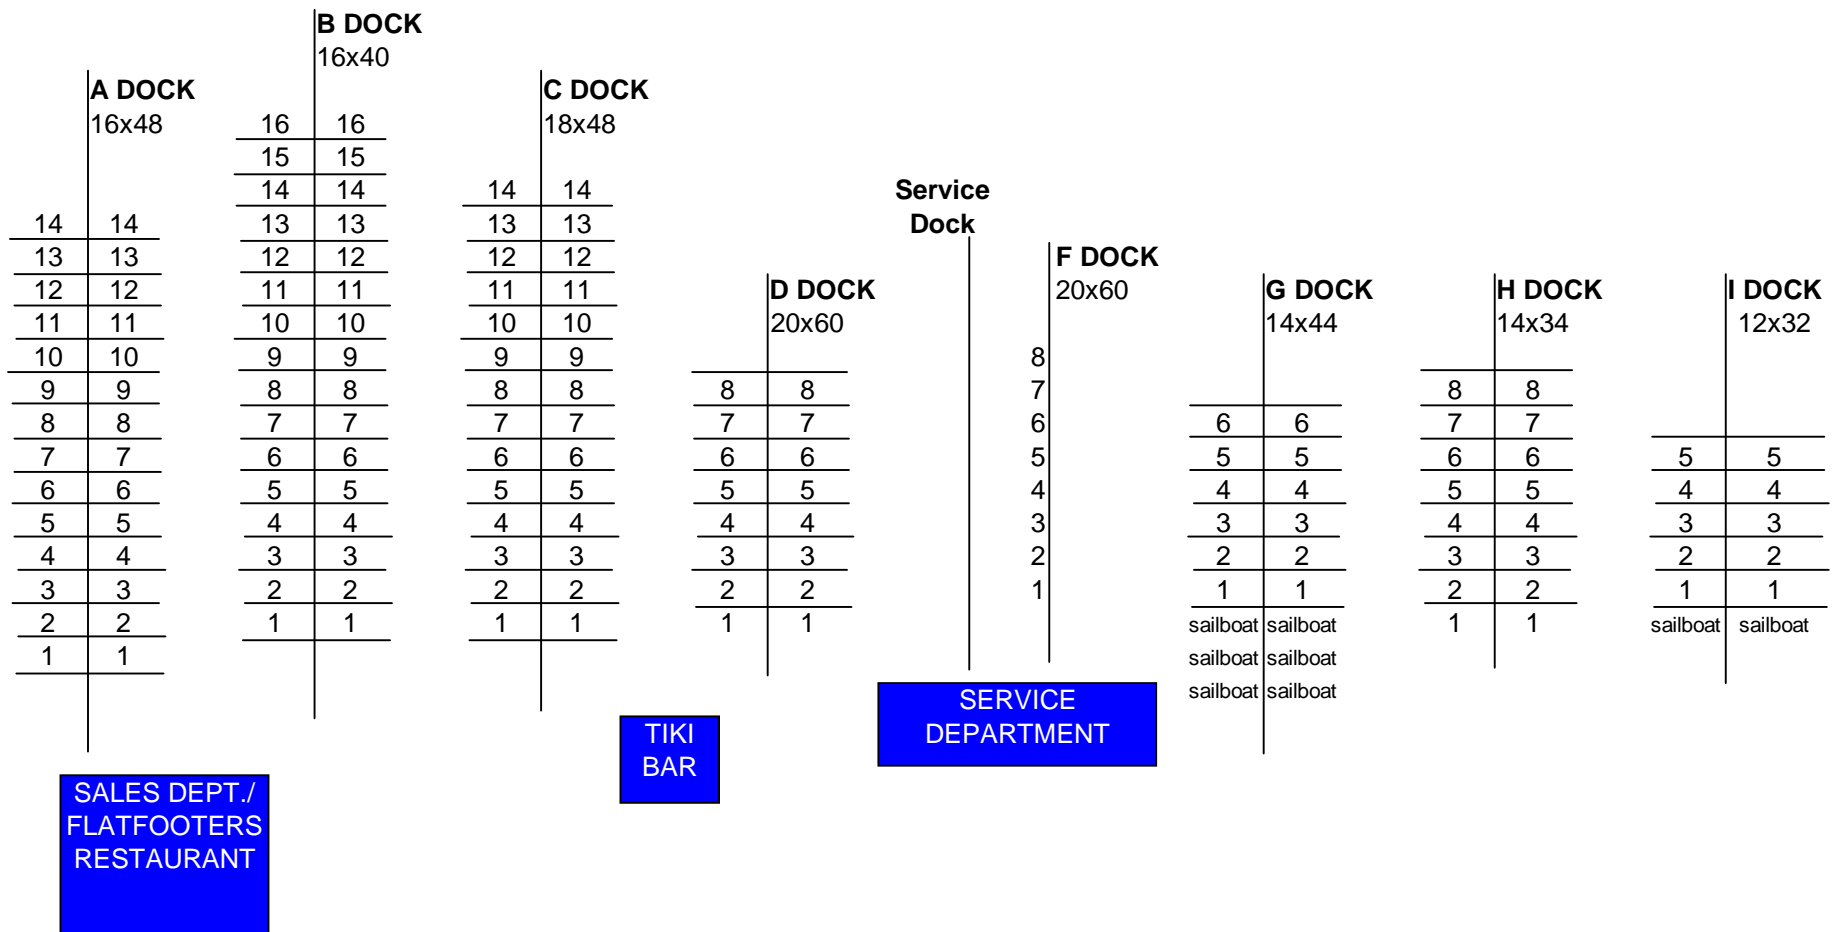 B DOCK
16x40
A DOCK
16x48
14 14
13 13
12 12
11 11
10 10
9 9
8 8
7 7
6 6
5 5
4 4
3 3
2 2
1 1
16 16
15 15
14 14
13 13
12 12
11 11
10 10
9 9
8 8
7 7
6 6
5 5
4 4
3 3
2 2
1 1
C DOCK
18x48
14 14
13 13
12 12
11 11
10 10
9 9
8 8
7 7
6 6
5 5
4 4
3 3
2 2
1 1
D DOCK
20x60
8 8
7 7
6 6
5 5
4 4
3 3
2 2
1 1
Service
Dock
F DOCK
20x60
8
7
6
5
4
3
2
1
G DOCK
14x44
6 6
5 5
4 4
3 3
2 2
1 1
sailboat sailboat
sailboat sailboat
sailboat sailboat
H DOCK
14x34
8 8
7 7
6 6
5 5
4 4
3 3
2 2
1 1
I DOCK
12x32
5 5
4 4
3 3
2 2
1 1
sailboat sailboat
SERVICE
DEPARTMENT
TIKI
BAR
SALES DEPT./
FLATFOOTERS
RESTAURANT